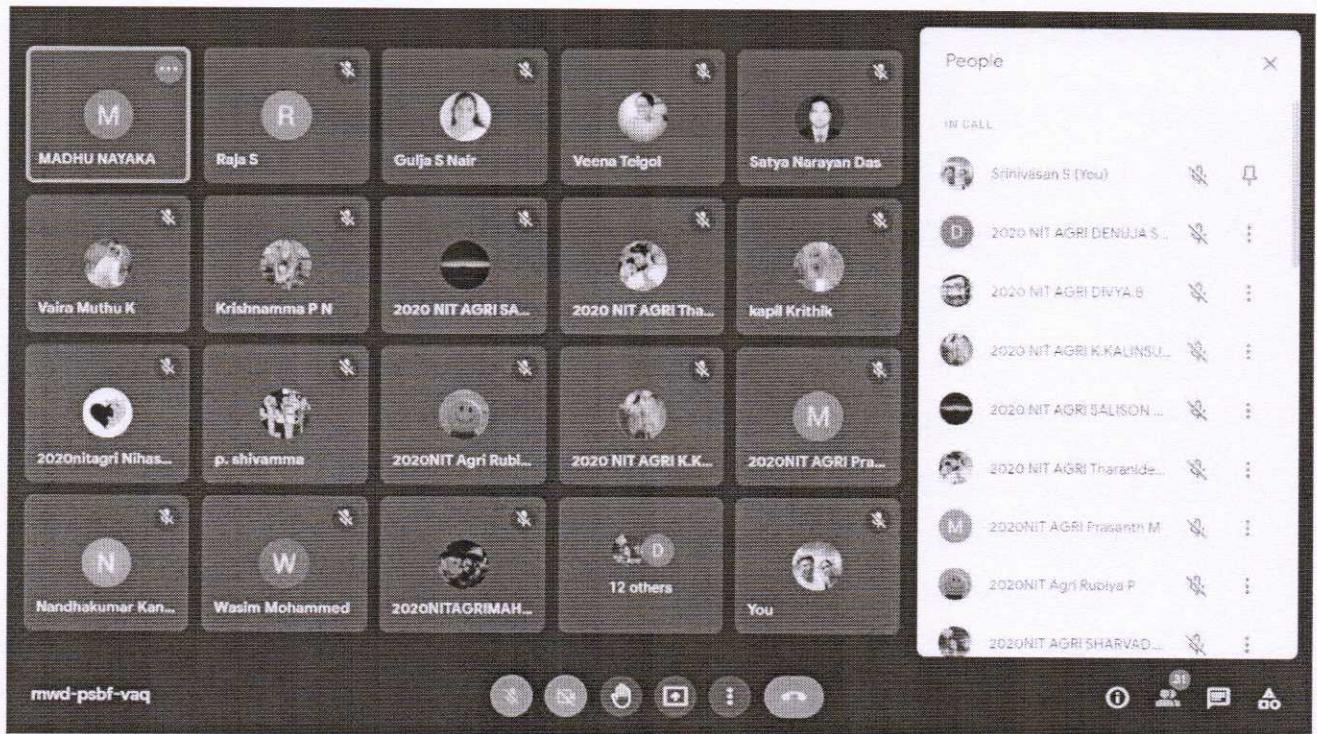 M
MADHU NAYAKA
R
Raja S
Gulja S Nair
Veena Telgol
Satya Narayan Das
Vaira Muthu K
Krishnamma P N
2020 NIT AGRI SA...
2020 NIT AGRI Tha...
kapil Krithik
2020nitagri Nihas...
p. shivamma
2020NIT Agri Rubi...
2020 NIT AGRI K.K...
M
2020NIT AGRI Pra...
N
Nandhakumar Kan...
W
Wasim Mohammed
2020NITAGRIMAH...
D
12 others
You
People
IN CALL
Srinivasan S (You)
D
2020 NIT AGRI DENUJA S...
2020 NIT AGRI DIVYA.B
2020 NIT AGRI K.KALINSU...
2020 NIT AGRI SALISON ...
2020 NIT AGRI Tharanide...
M
2020NIT AGRI Prasanth M
2020NIT Agri Rubiya P
2020NIT AGRI SHARVAD...
mwd-psbf-vaq
31